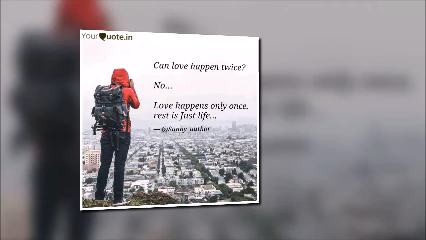 YourQuote.in
Can love happen twice?
No...
Love happens only once.
rest is just life...